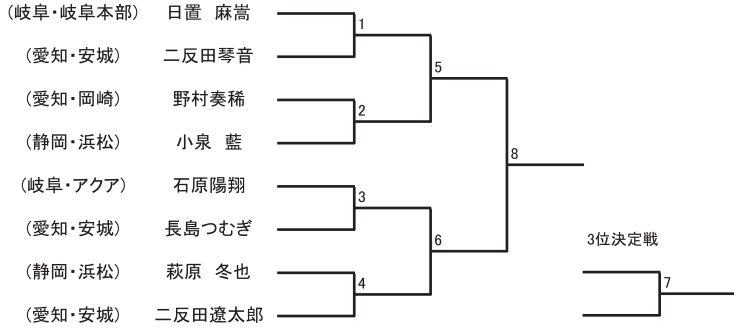 (岐阜・岐阜本部) 日置 麻嵩
1
(愛知・安城) 二反田琴音
5
(愛知・岡崎) 野村奏稀
2
(静岡・浜松) 小泉 藍
8
(岐阜・アクア) 石原陽翔
3
(愛知・安城) 長島つむぎ
6
3位決定戦
(静岡・浜松) 萩原 冬也
4
7
(愛知・安城) 二反田遼太郎